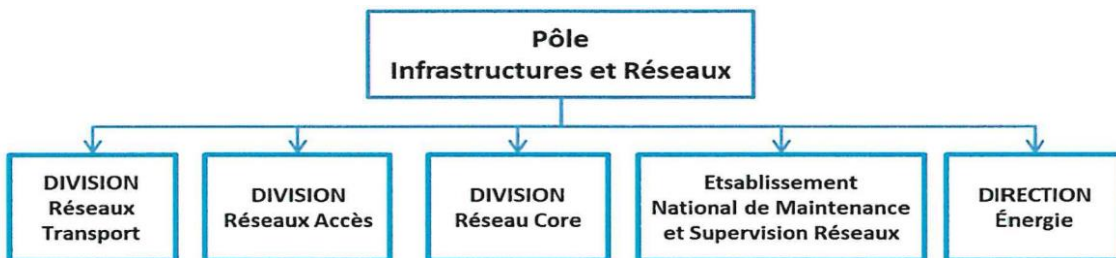 Pôle
Infrastructures et Réseaux
DIVISION
Réseaux
Transport
DIVISION
Réseaux Accès
DIVISION
Réseau Core
Etsablissement
National de Maintenance
et Supervision Réseaux
DIRECTION
Énergie